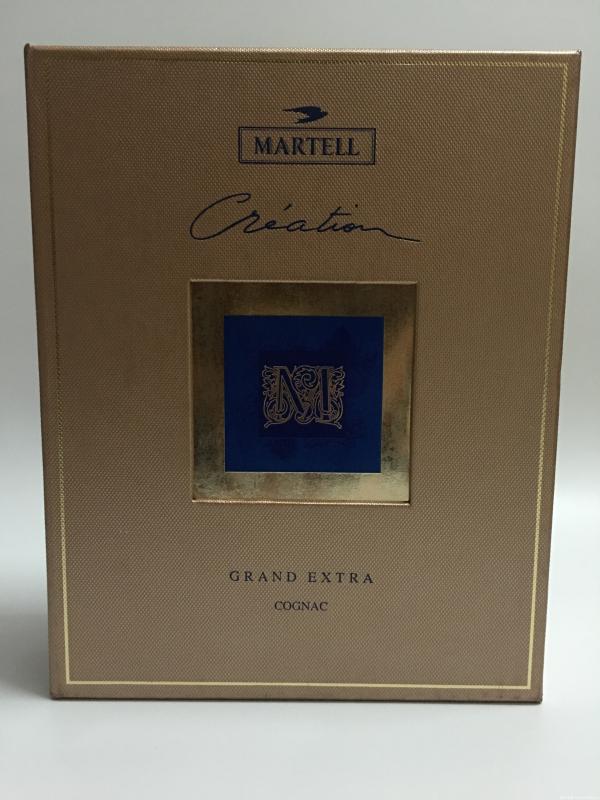 MARTELL
Création
M
GRAND EXTRA
COGNAC